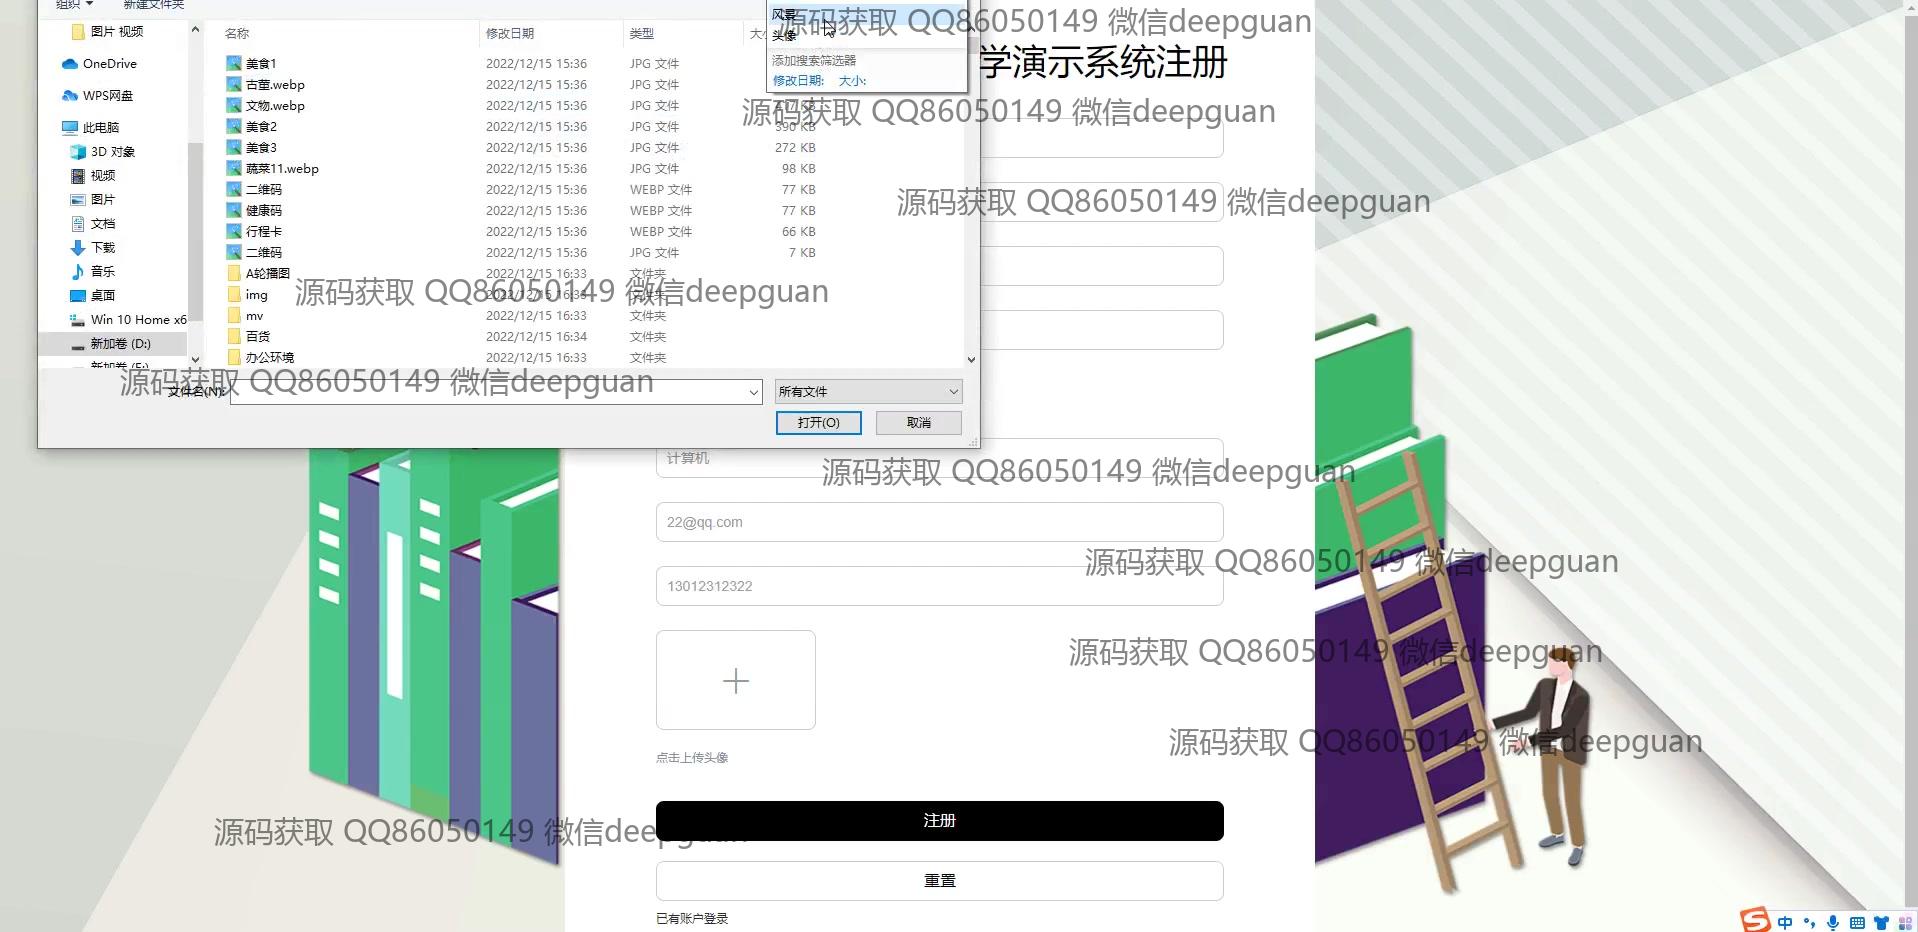 组织 新建文件夹
风景
头像
添加搜索筛选器
修改日期: 大小:
学演示系统注册
图片 视频
OneDrive
WPS网盘
此电脑
3D 对象
视频
图片
文档
下载
音乐
桌面
Win 10 Home x6
新加卷 (D:)
新加卷 (E:)
名称 修改日期 类型
美食1 2022/12/15 15:36 JPG 文件
古董.webp 2022/12/15 15:36 JPG 文件
文物.webp 2022/12/15 15:36 JPG 文件
美食2 2022/12/15 15:36 JPG 文件 390 KB
美食3 2022/12/15 15:36 JPG 文件 272 KB
蔬菜11.webp 2022/12/15 15:36 JPG 文件 98 KB
二维码 2022/12/15 15:36 WEBP 文件 77 KB
健康码 2022/12/15 15:36 WEBP 文件 77 KB
行程卡 2022/12/15 15:36 WEBP 文件 66 KB
二维码 2022/12/15 15:36 JPG 文件 7 KB
A轮播图 2022/12/15 16:33 文件夹
img 2022/12/15 16:33 文件夹
mv 2022/12/15 16:33 文件夹
百货 2022/12/15 16:34 文件夹
办公环境 2022/12/15 16:33 文件夹
文件名(N): 所有文件
打开(O) 取消
计算机
22@qq.com
13012312322
点击上传头像
注册
重置
已有账户登录
中
源码获取 QQ86050149 微信deepguan
源码获取 QQ86050149 微信deepguan
源码获取 QQ86050149 微信deepguan
源码获取 QQ86050149 微信deepguan
源码获取 QQ86050149 微信deepguan
源码获取 QQ86050149 微信deepguan
源码获取 QQ86050149 微信deepguan
源码获取 QQ86050149 微信deepguan
源码获取 QQ86050149 微信deepguan
源码获取 QQ86050149 微信deepguan